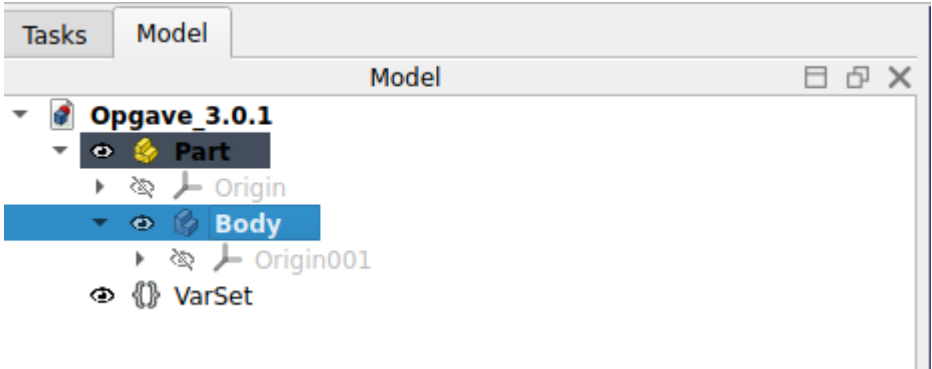 Tasks Model
Model
Opgave_3.0.1
Part
Origin
Body
Origin001
VarSet